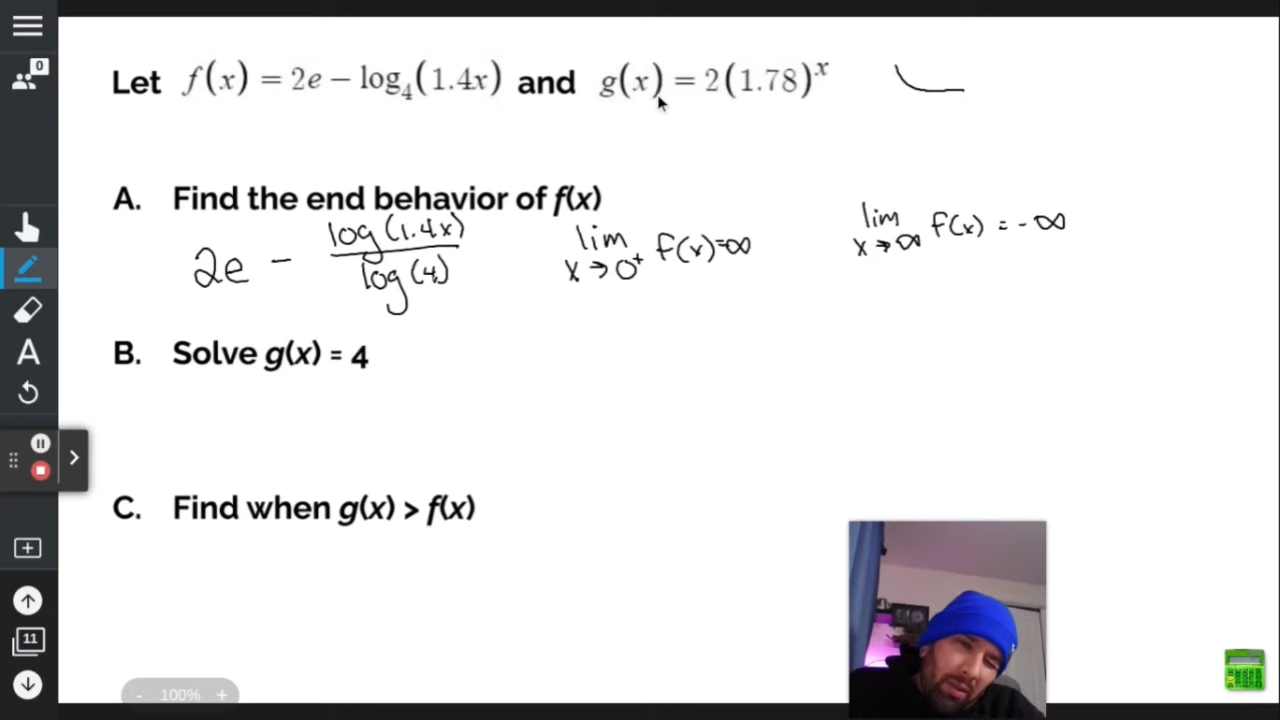 0
Let f(x) = 2e − log₄(1.4x) and g(x) = 2(1.78)ˣ
A. Find the end behavior of f(x)
2e − log(1.4x)/log(4)
lim x→0⁺ f(x)=∞
lim x→∞ f(x) = -∞
B. Solve g(x) = 4
C. Find when g(x) > f(x)
A
11
- 100% +